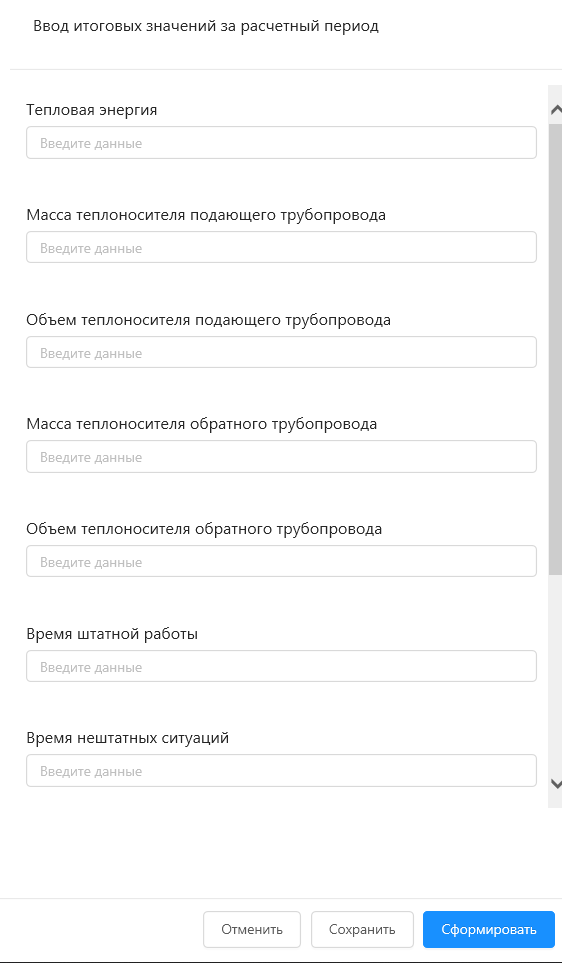 Ввод итоговых значений за расчетный период
Тепловая энергия
Введите данные
Масса теплоносителя подающего трубопровода
Введите данные
Объем теплоносителя подающего трубопровода
Введите данные
Масса теплоносителя обратного трубопровода
Введите данные
Объем теплоносителя обратного трубопровода
Введите данные
Время штатной работы
Введите данные
Время нештатных ситуаций
Введите данные
Отменить
Сохранить
Сформировать